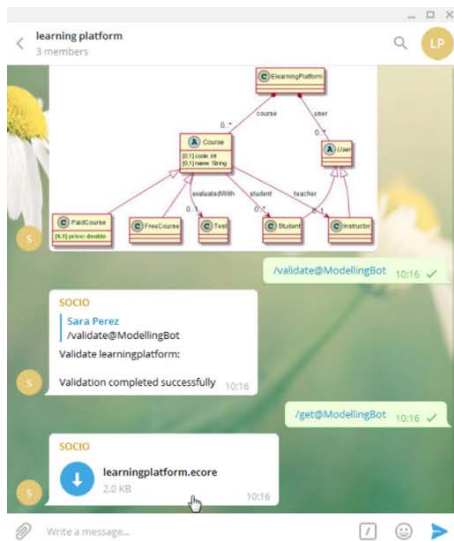 learning platform
3 members
LP
C ElearningPlatform
course
user
0..*
0..*
A Course
[0,1] code: int
[0,1] name: String
A User
evaluatedWith
student
teacher
0..1
0..*
0..1
C PaidCourse
[0,1] price: double
C FreeCourse
C Test
C Student
C Instructor
S
/validate@ModellingBot 10:16
SOCIO
Sara Perez
/validate@ModellingBot
Validate learningplatform:
Validation completed successfully 10:16
S
/get@ModellingBot 10:16
SOCIO
learningplatform.ecore
2.0 KB
10:16
S
Write a message...
/